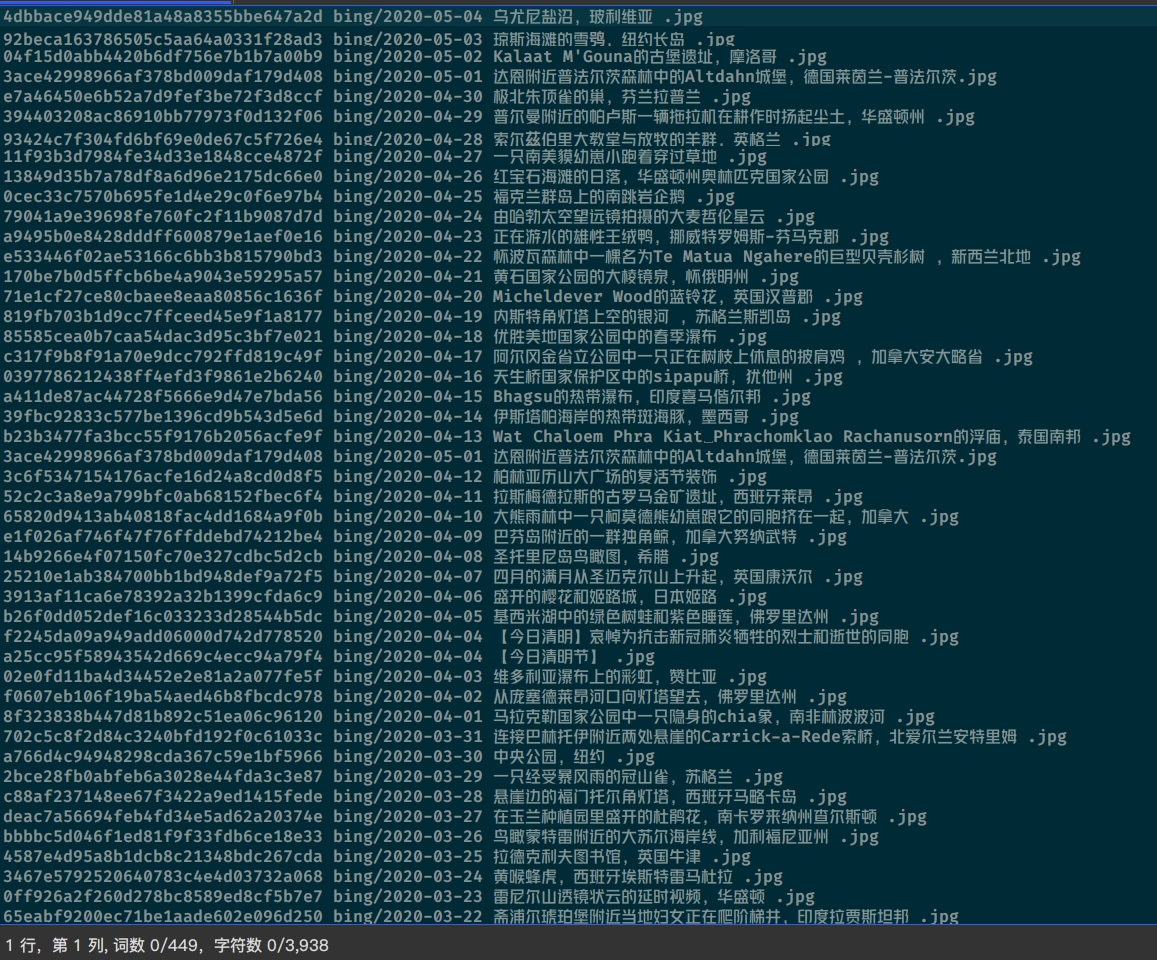 4dbbace949dde81a48a8355bbe647a2d bing/2020-05-04 乌尤尼盐沼，玻利维亚 .jpg
92beca163786505c5aa64a0331f28ad3 bing/2020-05-03 琼斯海滩的雪鸮，纽约长岛 .jpg
04f15d0abb4420b6df756e7b1b7a00b9 bing/2020-05-02 Kalaat M'Gouna的古堡遗址，摩洛哥 .jpg
3ace42998966af378bd009daf179d408 bing/2020-05-01 达恩附近普法尔茨森林中的Altdahn城堡，德国莱茵兰-普法尔茨.jpg
e7a46450e6b52a7d9fef3be72f3d8ccf bing/2020-04-30 极北朱顶雀的巢，芬兰拉普兰 .jpg
394403208ac86910bb77973f0d132f06 bing/2020-04-29 普尔曼附近的帕卢斯一辆拖拉机在耕作时扬起尘土，华盛顿州 .jpg
93424c7f304fd6bf69e0de67c5f726e4 bing/2020-04-28 索尔兹伯里大教堂与放牧的羊群，英格兰 .jpg
11f93b3d7984fe34d33e1848cce4872f bing/2020-04-27 一只南美貘幼崽小跑着穿过草地 .jpg
13849d35b7a78df8a6d96e2175dc66e0 bing/2020-04-26 红宝石海滩的日落，华盛顿州奥林匹克国家公园 .jpg
0cec33c7570b695fe1d4e29c0f6e97b4 bing/2020-04-25 福克兰群岛上的南跳岩企鹅 .jpg
79041a9e39698fe760fc2f11b9087d7d bing/2020-04-24 由哈勃太空望远镜拍摄的大麦哲伦星云 .jpg
a9495b0e8428dddff600879e1aef0e16 bing/2020-04-23 正在游水的雄性王绒鸭，挪威特罗姆斯-芬马克郡 .jpg
e533446f02ae53166c6bb3b815790bd3 bing/2020-04-22 怀波瓦森林中一棵名为Te Matua Ngahere的巨型贝壳杉树 ，新西兰北地 .jpg
170be7b0d5ffcb6be4a9043e59295a57 bing/2020-04-21 黄石国家公园的大棱镜泉，怀俄明州 .jpg
71e1cf27ce80cbaee8eaa80856c1636f bing/2020-04-20 Micheldever Wood的蓝铃花，英国汉普郡 .jpg
819fb703b1d9cc7ffceed45e9f1a8177 bing/2020-04-19 内斯特角灯塔上空的银河 ，苏格兰斯凯岛 .jpg
85585cea0b7caa54dac3d95c3bf7e021 bing/2020-04-18 优胜美地国家公园中的春季瀑布 .jpg
c317f9b8f91a70e9dcc792ffd819c49f bing/2020-04-17 阿尔冈金省立公园中一只正在树枝上休息的披肩鸡 ，加拿大安大略省 .jpg
0397786212438ff4efd3f9861e2b6240 bing/2020-04-16 天生桥国家保护区中的sipapu桥，犹他州 .jpg
a411de87ac44728f5666e9d47e7bda56 bing/2020-04-15 Bhagsu的热带瀑布，印度喜马偕尔邦 .jpg
39fbc92833c577be1396cd9b543d5e6d bing/2020-04-14 伊斯塔帕海岸的热带斑海豚，墨西哥 .jpg
b23b3477fa3bcc55f9176b2056acfe9f bing/2020-04-13 Wat Chaloem Phra Kiat_Phrachomklao Rachanusorn的浮庙，泰国南邦 .jpg
3ace42998966af378bd009daf179d408 bing/2020-05-01 达恩附近普法尔茨森林中的Altdahn城堡，德国莱茵兰-普法尔茨.jpg
3c6f5347154176acfe16d24a8cd0d8f5 bing/2020-04-12 柏林亚历山大广场的复活节装饰 .jpg
52c2c3a8e9a799bfc0ab68152fbec6f4 bing/2020-04-11 拉斯梅德拉斯的古罗马金矿遗址，西班牙莱昂 .jpg
65820d9413ab40818fac4dd1684a9f0b bing/2020-04-10 大熊雨林中一只柯莫德熊幼崽跟它的同胞挤在一起，加拿大 .jpg
e1f026af746f47f76ffddebd74212be4 bing/2020-04-09 巴芬岛附近的一群独角鲸，加拿大努纳武特 .jpg
14b9266e4f07150fc70e327cdbc5d2cb bing/2020-04-08 圣托里尼岛鸟瞰图，希腊 .jpg
25210e1ab384700bb1bd948def9a72f5 bing/2020-04-07 四月的满月从圣迈克尔山上升起，英国康沃尔 .jpg
3913af11ca6e78392a32b1399cfda6c9 bing/2020-04-06 盛开的樱花和姬路城，日本姬路 .jpg
b26f0dd052def16c033233d28544b5dc bing/2020-04-05 基西米湖中的绿色树蛙和紫色睡莲，佛罗里达州 .jpg
f2245da09a949add06000d742d778520 bing/2020-04-04 【今日清明】哀悼为抗击新冠肺炎牺牲的烈士和逝世的同胞 .jpg
a25cc95f58943542d669c4ecc94a79f4 bing/2020-04-04 【今日清明节】 .jpg
02e0fd11ba4d34452e2e81a2a077fe5f bing/2020-04-03 维多利亚瀑布上的彩虹，赞比亚 .jpg
f0607eb106f19ba54aed46b8fbcdc978 bing/2020-04-02 从庞塞德莱昂河口向灯塔望去，佛罗里达州 .jpg
8f323838b447d81b892c51ea06c96120 bing/2020-04-01 马拉克勒国家公园中一只隐身的chia象，南非林波波河 .jpg
702c5c8f2d84c3240bfd192f0c61033c bing/2020-03-31 连接巴林托伊附近两处悬崖的Carrick-a-Rede索桥，北爱尔兰安特里姆 .jpg
a766d4c94948298cda367c59e1bf5966 bing/2020-03-30 中央公园，纽约 .jpg
2bce28fb0abfeb6a3028e44fda3c3e87 bing/2020-03-29 一只经受暴风雨的冠山雀，苏格兰 .jpg
c88af237148ee67f3422a9ed1415fede bing/2020-03-28 悬崖边的福门托尔角灯塔，西班牙马略卡岛 .jpg
deac7a56694feb4fd34e5ad62a20374e bing/2020-03-27 在玉兰种植园里盛开的杜鹃花，南卡罗来纳州查尔斯顿 .jpg
bbbbc5d046f1ed81f9f33fdb6ce18e33 bing/2020-03-26 鸟瞰蒙特雷附近的大苏尔海岸线，加利福尼亚州 .jpg
4587e4d95a8b1dcb8c21348bdc267cda bing/2020-03-25 拉德克利夫图书馆，英国牛津 .jpg
3467e5792520640783c4e4d03732a068 bing/2020-03-24 黄喉蜂虎，西班牙埃斯特雷马杜拉 .jpg
0ff926a2f260d278bc8589ed8cf5b7e7 bing/2020-03-23 雷尼尔山透镜状云的延时视频，华盛顿 .jpg
65eabf9200ec71be1aade602e096d250 bing/2020-03-22 斋浦尔琥珀堡附近当地妇女正在爬阶梯井，印度拉贾斯坦邦 .jpg
1 行，第 1 列, 词数 0/449，字符数 0/3,938